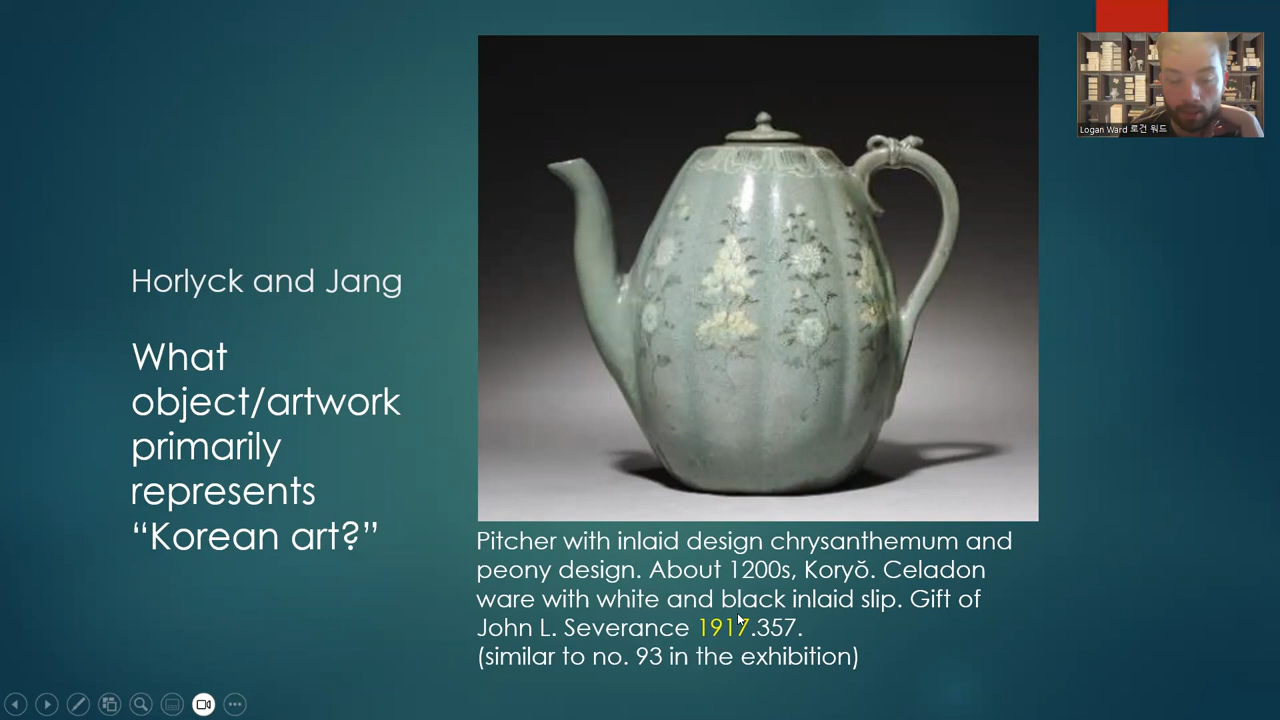 Logan Ward 로건 워드
Horlyck and Jang
What
object/artwork
primarily
represents
“Korean art?”
Pitcher with inlaid design chrysanthemum and
peony design. About 1200s, Koryŏ. Celadon
ware with white and black inlaid slip. Gift of
John L. Severance 1917.357.
(similar to no. 93 in the exhibition)